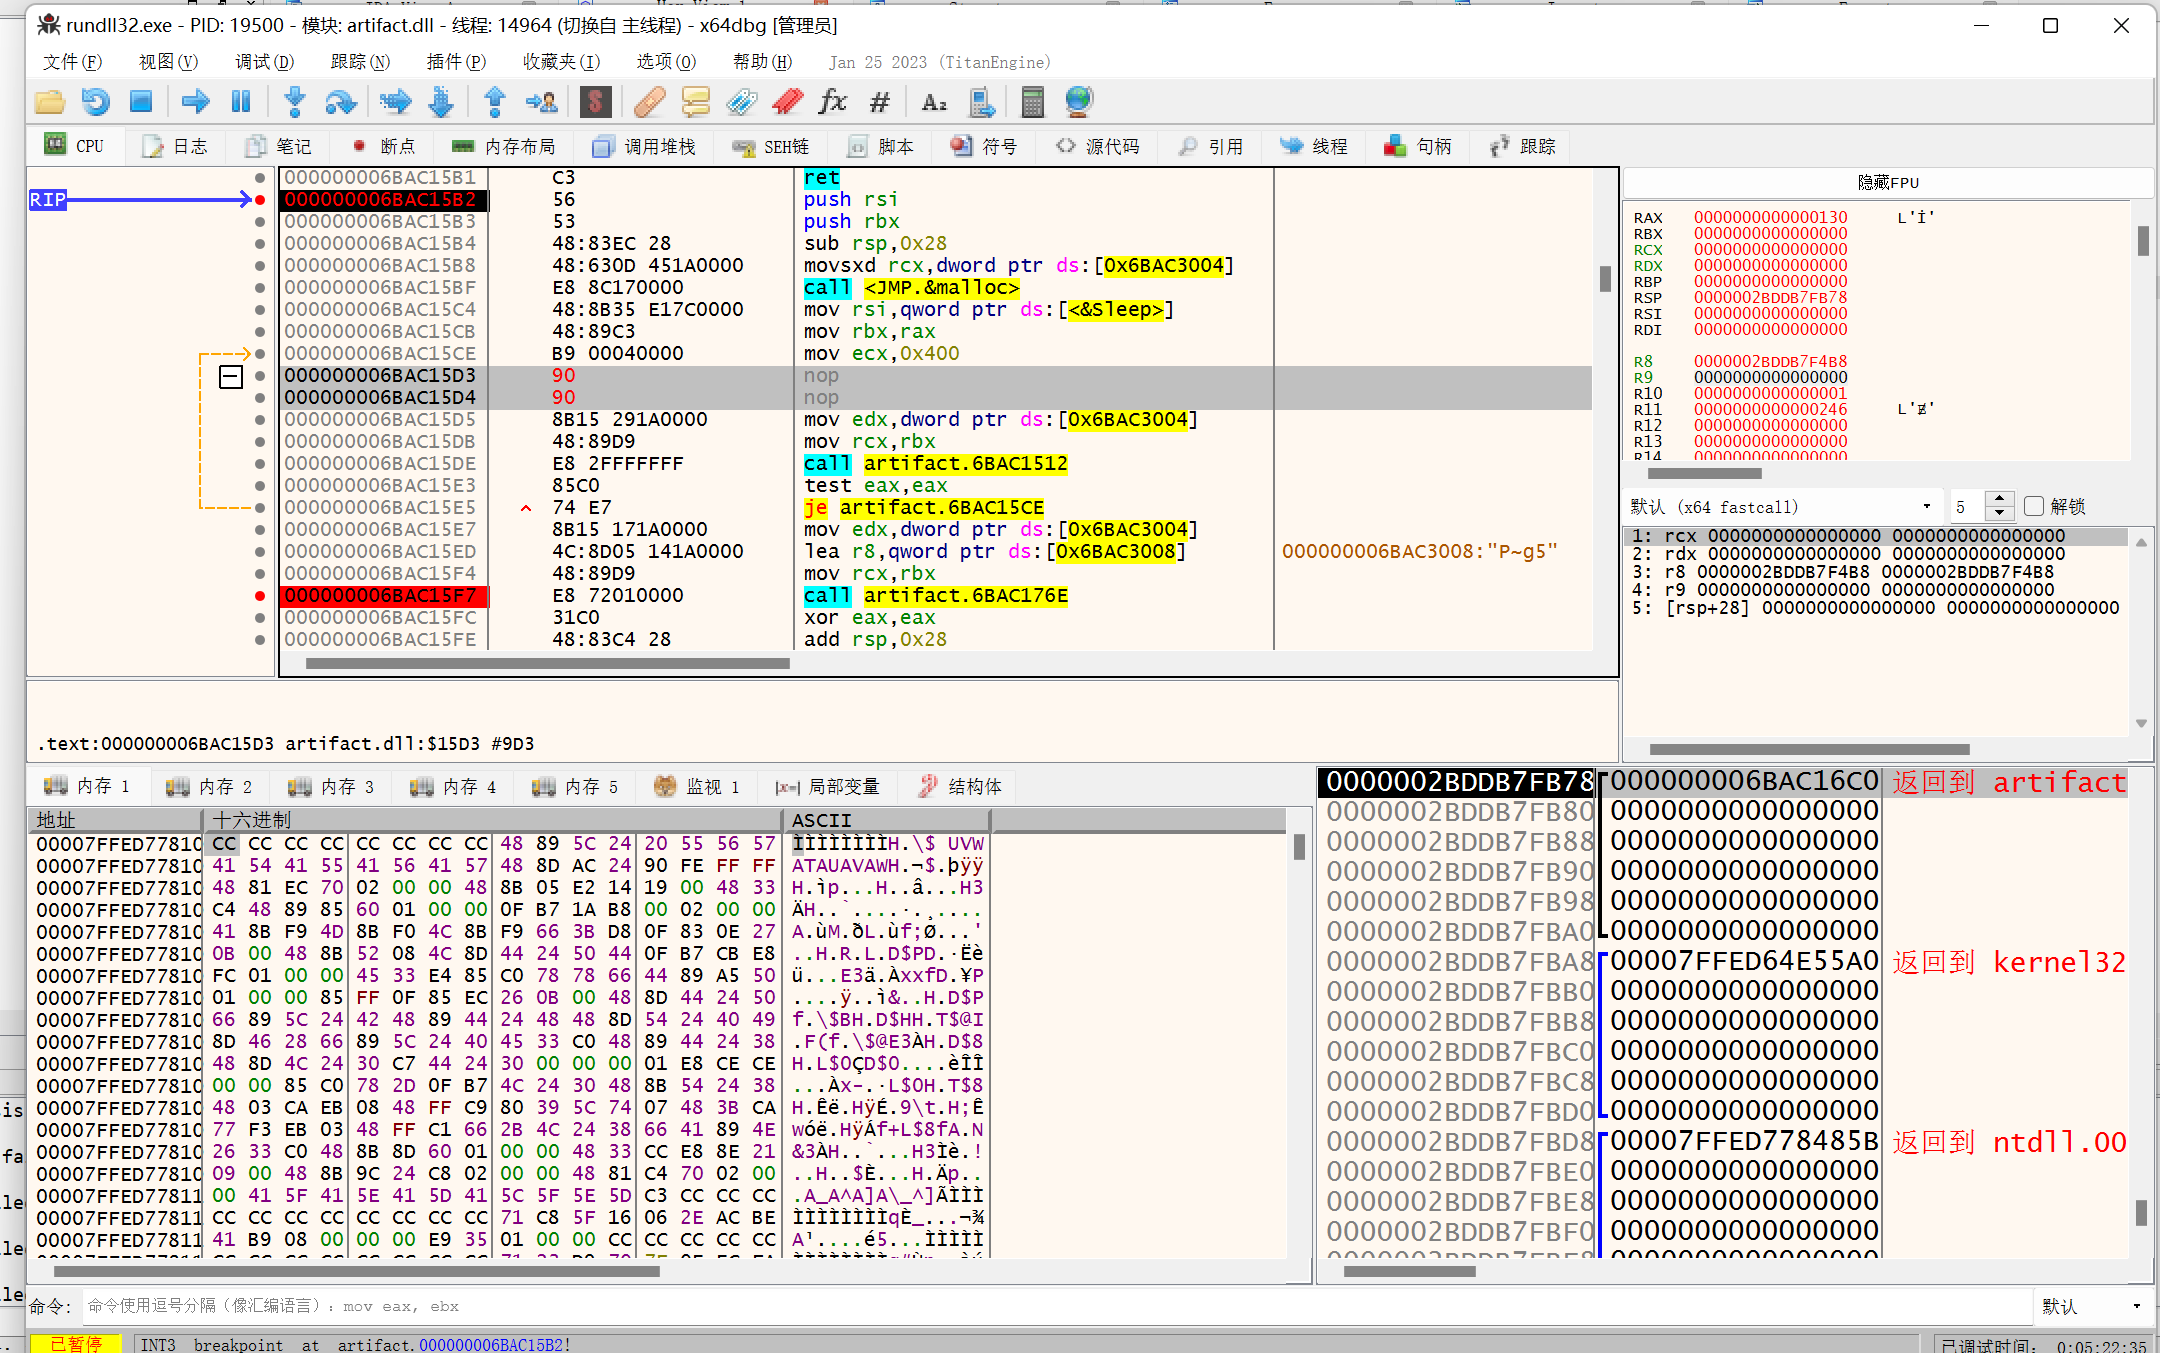 rundll32.exe - PID: 19500 - 模块: artifact.dll - 线程: 14964 (切换自 主线程) - x64dbg [管理员]
文件(F) 视图(V) 调试(D) 跟踪(N) 插件(P) 收藏夹(I) 选项(O) 帮助(H) Jan 25 2023 (TitanEngine)
CPU 日志 笔记 断点 内存布局 调用堆栈 SEH链 脚本 符号 源代码 引用 线程 句柄 跟踪
RIP
000000006BAC15B1 C3 ret
000000006BAC15B2 56 push rsi
000000006BAC15B3 53 push rbx
000000006BAC15B4 48:83EC 28 sub rsp,0x28
000000006BAC15B8 48:630D 451A0000 movsxd rcx,dword ptr ds:[0x6BAC3004]
000000006BAC15BF E8 8C170000 call <JMP.&malloc>
000000006BAC15C4 48:8B35 E17C0000 mov rsi,qword ptr ds:[<&Sleep>]
000000006BAC15CB 48:89C3 mov rbx,rax
000000006BAC15CE B9 00040000 mov ecx,0x400
000000006BAC15D3 90 nop
000000006BAC15D4 90 nop
000000006BAC15D5 8B15 291A0000 mov edx,dword ptr ds:[0x6BAC3004]
000000006BAC15DB 48:89D9 mov rcx,rbx
000000006BAC15DE E8 2FFFFFFF call artifact.6BAC1512
000000006BAC15E3 85C0 test eax,eax
000000006BAC15E5 74 E7 je artifact.6BAC15CE
000000006BAC15E7 8B15 171A0000 mov edx,dword ptr ds:[0x6BAC3004]
000000006BAC15ED 4C:8D05 141A0000 lea r8,qword ptr ds:[0x6BAC3008] 000000006BAC3008:"P~g5"
000000006BAC15F4 48:89D9 mov rcx,rbx
000000006BAC15F7 E8 72010000 call artifact.6BAC176E
000000006BAC15FC 31C0 xor eax,eax
000000006BAC15FE 48:83C4 28 add rsp,0x28
隐藏FPU
RAX 0000000000000130 L'İ'
RBX 0000000000000000
RCX 0000000000000000
RDX 0000000000000000
RBP 0000000000000000
RSP 0000002BDDB7FB78
RSI 0000000000000000
RDI 0000000000000000
R8 0000002BDDB7F4B8
R9 0000000000000000
R10 0000000000000001
R11 0000000000000246
R12 0000000000000000
R13 0000000000000000
R14 0000000000000000
默认 (x64 fastcall) 5 解锁
1: rcx 0000000000000000 0000000000000000
2: rdx 0000000000000000 0000000000000000
3: r8 0000002BDDB7F4B8 0000002BDDB7F4B8
4: r9 0000000000000000 0000000000000000
5: [rsp+28] 0000000000000000 0000000000000000
.text:000000006BAC15D3 artifact.dll:$15D3 #9D3
内存 1 内存 2 内存 3 内存 4 内存 5 监视 1 局部变量 结构体
地址 十六进制 ASCII
00007FFED77810 CC CC CC CC CC CC CC CC 48 89 5C 24 20 55 56 57 ÌÌÌÌÌÌÌÌH.\$ UVW
00007FFED77810 41 54 41 55 41 56 41 57 48 8D AC 24 90 FE FF FF ATAUAVAWH.¬$.þÿÿ
00007FFED77810 48 81 EC 70 02 00 00 48 8B 05 E2 14 19 00 48 33 H.ìp...H..â...H3
00007FFED77810 C4 48 89 85 60 01 00 00 0F B7 1A B8 00 02 00 00 ÄH..`....·.¸....
00007FFED77810 41 8B F9 4D 8B F0 4C 8B F9 66 3B D8 0F 83 0E 27 A.ùM.ðL.ùf;Ø...'
00007FFED77810 0B 00 48 8B 52 08 4C 8D 44 24 50 44 0F B7 CB E8 ..H.R.L.D$PD.·Ëè
00007FFED77810 FC 01 00 00 45 33 E4 85 C0 78 78 66 44 89 A5 50 ü...E3ä.ÀxxfD.¥P
00007FFED77810 01 00 00 85 FF 0F 85 EC 26 0B 00 48 8D 44 24 50 ....ÿ..ì&..H.D$P
00007FFED77810 66 89 5C 24 42 48 89 44 24 48 48 8D 54 24 40 49 f.\$BH.D$HH.T$@I
00007FFED77810 8D 46 28 66 89 5C 24 40 45 33 C0 48 89 44 24 38 .F(f.\$@E3ÀH.D$8
00007FFED77810 48 8D 4C 24 30 C7 44 24 30 00 00 00 01 E8 CE CE H.L$0ÇD$0....èÎÎ
00007FFED77810 00 00 85 C0 78 2D 0F B7 4C 24 30 48 8B 54 24 38 ...Àx-.·L$0H.T$8
00007FFED77810 48 03 CA EB 08 48 FF C9 80 39 5C 74 07 48 3B CA H.Êë.HÿÉ.9\t.H;Ê
00007FFED77810 77 F3 EB 03 48 FF C1 66 2B 4C 24 38 66 41 89 4E wóë.HÿÁf+L$8fA.N
00007FFED77810 26 33 C0 48 8B 8D 60 01 00 00 48 33 CC E8 8E 21 &3ÀH..`...H3Ìè.!
00007FFED77810 09 00 48 8B 9C 24 C8 02 00 00 48 81 C4 70 02 00 ..H..$È...H.Äp..
00007FFED77811 00 41 5F 41 5E 41 5D 41 5C 5F 5E 5D C3 CC CC CC .A_A^A]A\_^]ÃÌÌÌ
00007FFED77811 CC CC CC CC CC CC CC CC 71 C8 5F 16 06 2E AC BE ÌÌÌÌÌÌÌÌqÈ_...¬¾
00007FFED77811 41 B9 08 00 00 00 E9 35 01 00 00 CC CC CC CC CC A¹....é5...ÌÌÌÌÌ
0000002BDDB7FB78 000000006BAC16C0 返回到 artifact
0000002BDDB7FB80 0000000000000000
0000002BDDB7FB88 0000000000000000
0000002BDDB7FB90 0000000000000000
0000002BDDB7FB98 0000000000000000
0000002BDDB7FBA0 0000000000000000
0000002BDDB7FBA8 00007FFED64E55A0 返回到 kernel32
0000002BDDB7FBB0 0000000000000000
0000002BDDB7FBB8 0000000000000000
0000002BDDB7FBC0 0000000000000000
0000002BDDB7FBC8 0000000000000000
0000002BDDB7FBD0 0000000000000000
0000002BDDB7FBD8 00007FFED778485B 返回到 ntdll.00
0000002BDDB7FBE0 0000000000000000
0000002BDDB7FBE8 0000000000000000
0000002BDDB7FBF0 0000000000000000
命令: 命令使用逗号分隔（像汇编语言）：mov eax, ebx 默认
已暂停 INT3 breakpoint at artifact.000000006BAC15B2! 已调试时间: 0:05:22:35